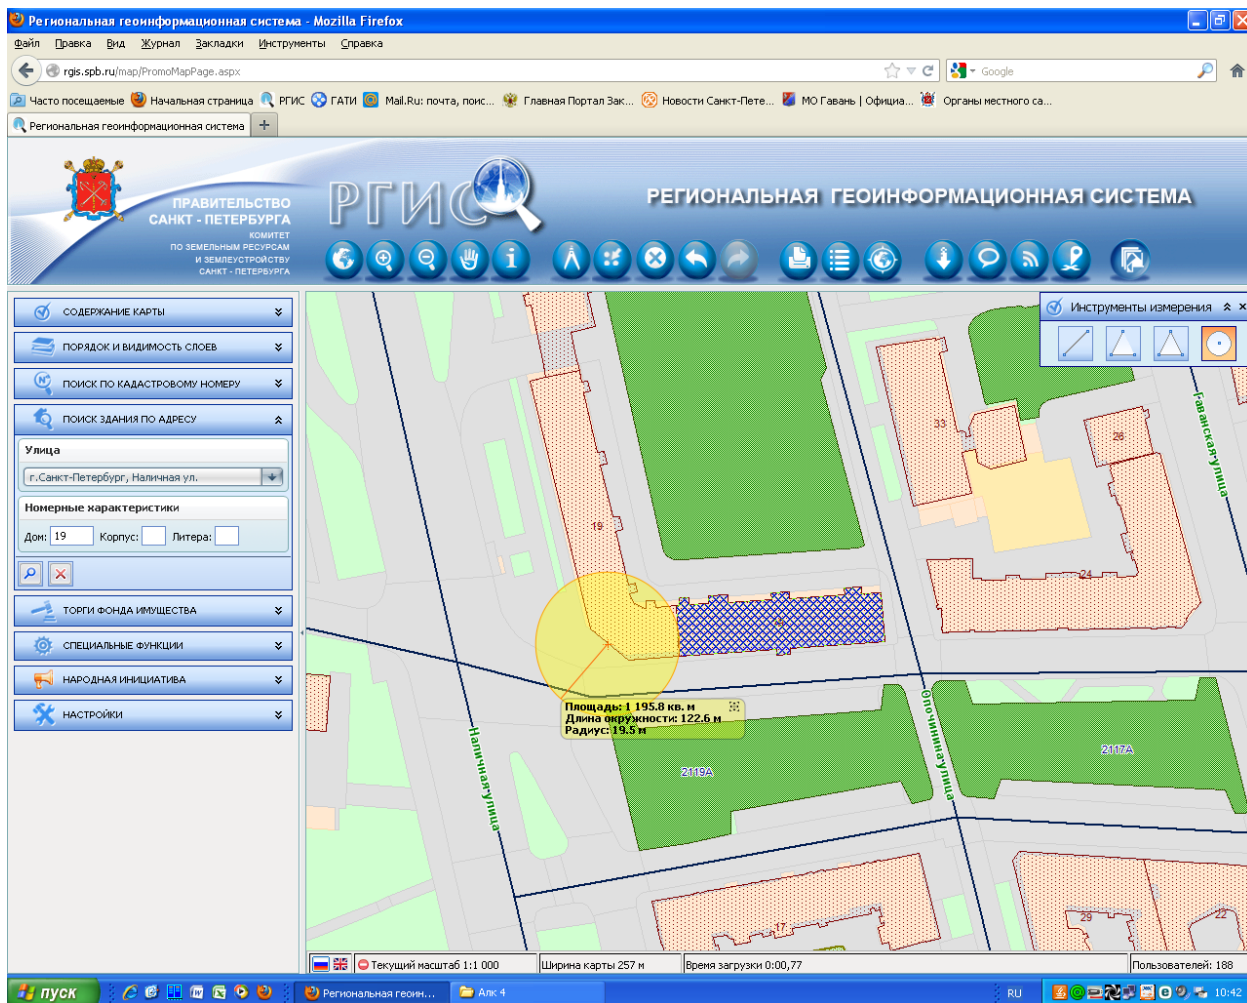 Региональная геоинформационная система - Mozilla Firefox
Файл Правка Вид Журнал Закладки Инструменты Справка
rgis.spb.ru/map/PromoMapPage.aspx
Google
Часто посещаемые Начальная страница РГИС ГАТИ Mail.Ru: почта, поис... Главная Портал Зак... Новости Санкт-Пете... МО Гавань | Официа... Органы местного са...
Региональная геоинформационная система +
ПРАВИТЕЛЬСТВО
САНКТ - ПЕТЕРБУРГА
КОМИТЕТ
ПО ЗЕМЕЛЬНЫМ РЕСУРСАМ
И ЗЕМЛЕУСТРОЙСТВУ
САНКТ - ПЕТЕРБУРГА
РГИС
РЕГИОНАЛЬНАЯ ГЕОИНФОРМАЦИОННАЯ СИСТЕМА
СОДЕРЖАНИЕ КАРТЫ
ПОРЯДОК И ВИДИМОСТЬ СЛОЕВ
ПОИСК ПО КАДАСТРОВОМУ НОМЕРУ
ПОИСК ЗДАНИЯ ПО АДРЕСУ
Улица
г.Санкт-Петербург, Наличная ул.
Номерные характеристики
Дом: 19 Корпус: Литера:
ТОРГИ ФОНДА ИМУЩЕСТВА
СПЕЦИАЛЬНЫЕ ФУНКЦИИ
НАРОДНАЯ ИНИЦИАТИВА
НАСТРОЙКИ
Инструменты измерения
33
26
Гаванская улица
19
24
Площадь: 1 195.8 кв. м
Длина окружности: 122.6 м
Радиус: 19.5 м
Наличная улица
Опочинина улица
2119А
2117А
17
29
22
Текущий масштаб 1:1 000
Ширина карты 257 м
Время загрузки 0:00,77
Пользователей: 188
пуск
Региональная геоин...
Алк 4
RU
10:42